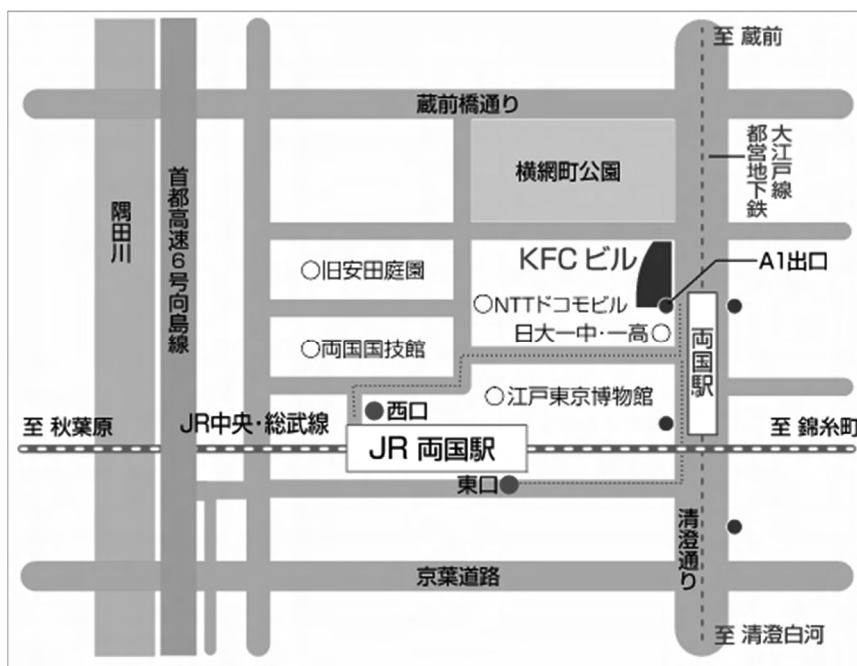 至 蔵前
蔵前橋通り
大江戸線
都営地下鉄
横網町公園
首都高速6号向島線
隅田川
KFCビル
A1出口
○旧安田庭園
○NTTドコモビル
日大一中・一高○
両国駅
○両国国技館
○江戸東京博物館
西口
至 秋葉原
JR中央・総武線
至 錦糸町
JR 両国駅
東口
清澄通り
京葉道路
至 清澄白河